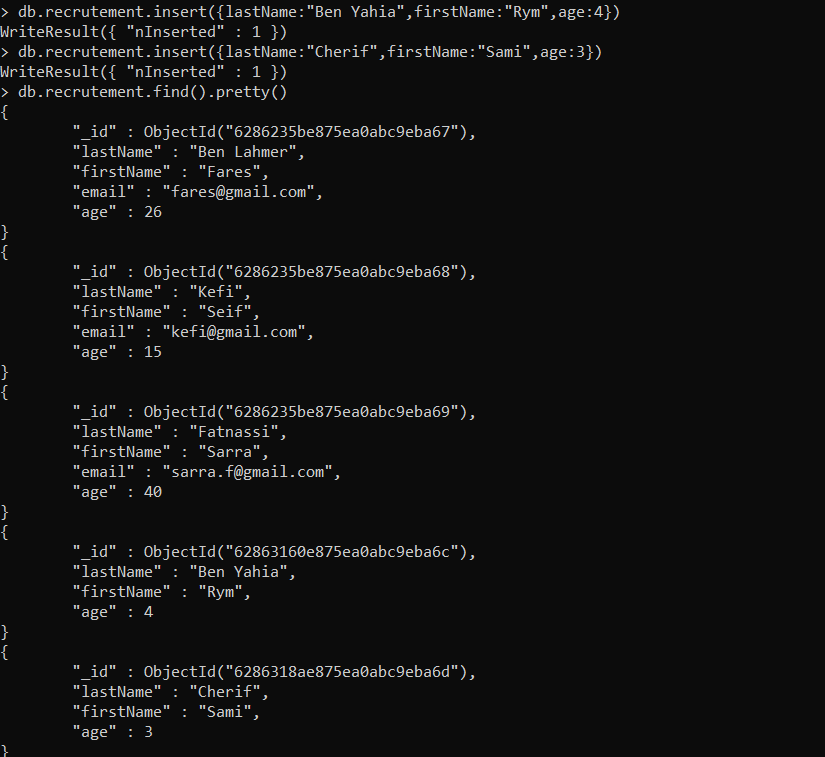 > db.recrutement.insert({lastName:"Ben Yahia",firstName:"Rym",age:4})
WriteResult({ "nInserted" : 1 })
> db.recrutement.insert({lastName:"Cherif",firstName:"Sami",age:3})
WriteResult({ "nInserted" : 1 })
> db.recrutement.find().pretty()
{
        "_id" : ObjectId("6286235be875ea0abc9eba67"),
        "lastName" : "Ben Lahmer",
        "firstName" : "Fares",
        "email" : "fares@gmail.com",
        "age" : 26
}
{
        "_id" : ObjectId("6286235be875ea0abc9eba68"),
        "lastName" : "Kefi",
        "firstName" : "Seif",
        "email" : "kefi@gmail.com",
        "age" : 15
}
{
        "_id" : ObjectId("6286235be875ea0abc9eba69"),
        "lastName" : "Fatnassi",
        "firstName" : "Sarra",
        "email" : "sarra.f@gmail.com",
        "age" : 40
}
{
        "_id" : ObjectId("62863160e875ea0abc9eba6c"),
        "lastName" : "Ben Yahia",
        "firstName" : "Rym",
        "age" : 4
}
{
        "_id" : ObjectId("6286318ae875ea0abc9eba6d"),
        "lastName" : "Cherif",
        "firstName" : "Sami",
        "age" : 3
}